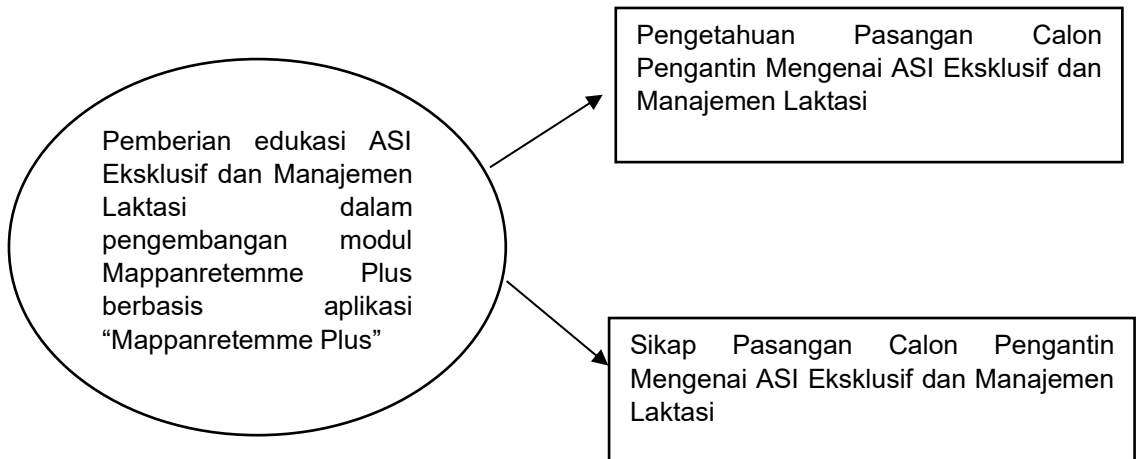 Pengetahuan Pasangan Calon
Pengantin Mengenai ASI Eksklusif dan
Manajemen Laktasi
Pemberian edukasi ASI
Eksklusif dan Manajemen
Laktasi dalam
pengembangan modul
Mappanretemme Plus
berbasis aplikasi
“Mappanretemme Plus”
Sikap Pasangan Calon Pengantin
Mengenai ASI Eksklusif dan Manajemen
Laktasi